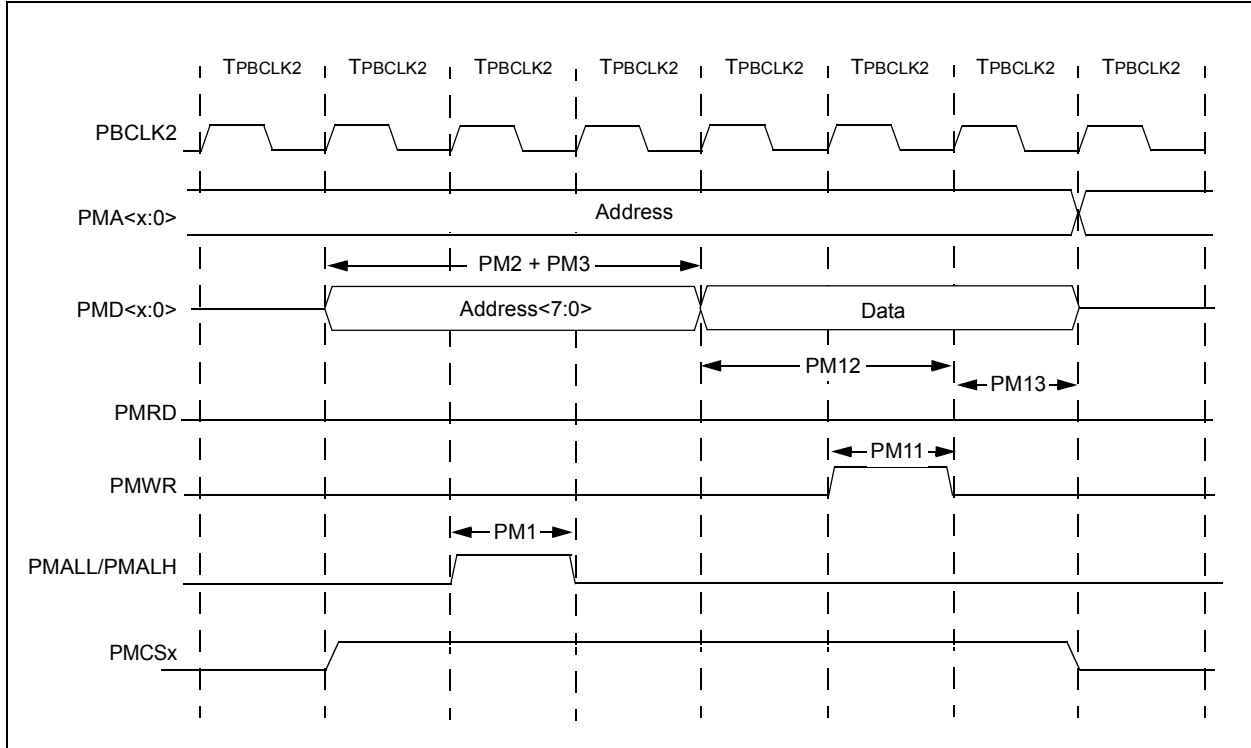 TPBCLK2 TPBCLK2 TPBCLK2 TPBCLK2 TPBCLK2 TPBCLK2 TPBCLK2 TPBCLK2
PBCLK2
PMA<x:0> Address
PM2 + PM3
PMD<x:0> Address<7:0> Data
PM12
PM13
PMRD
PM11
PMWR
PM1
PMALL/PMALH
PMCSx